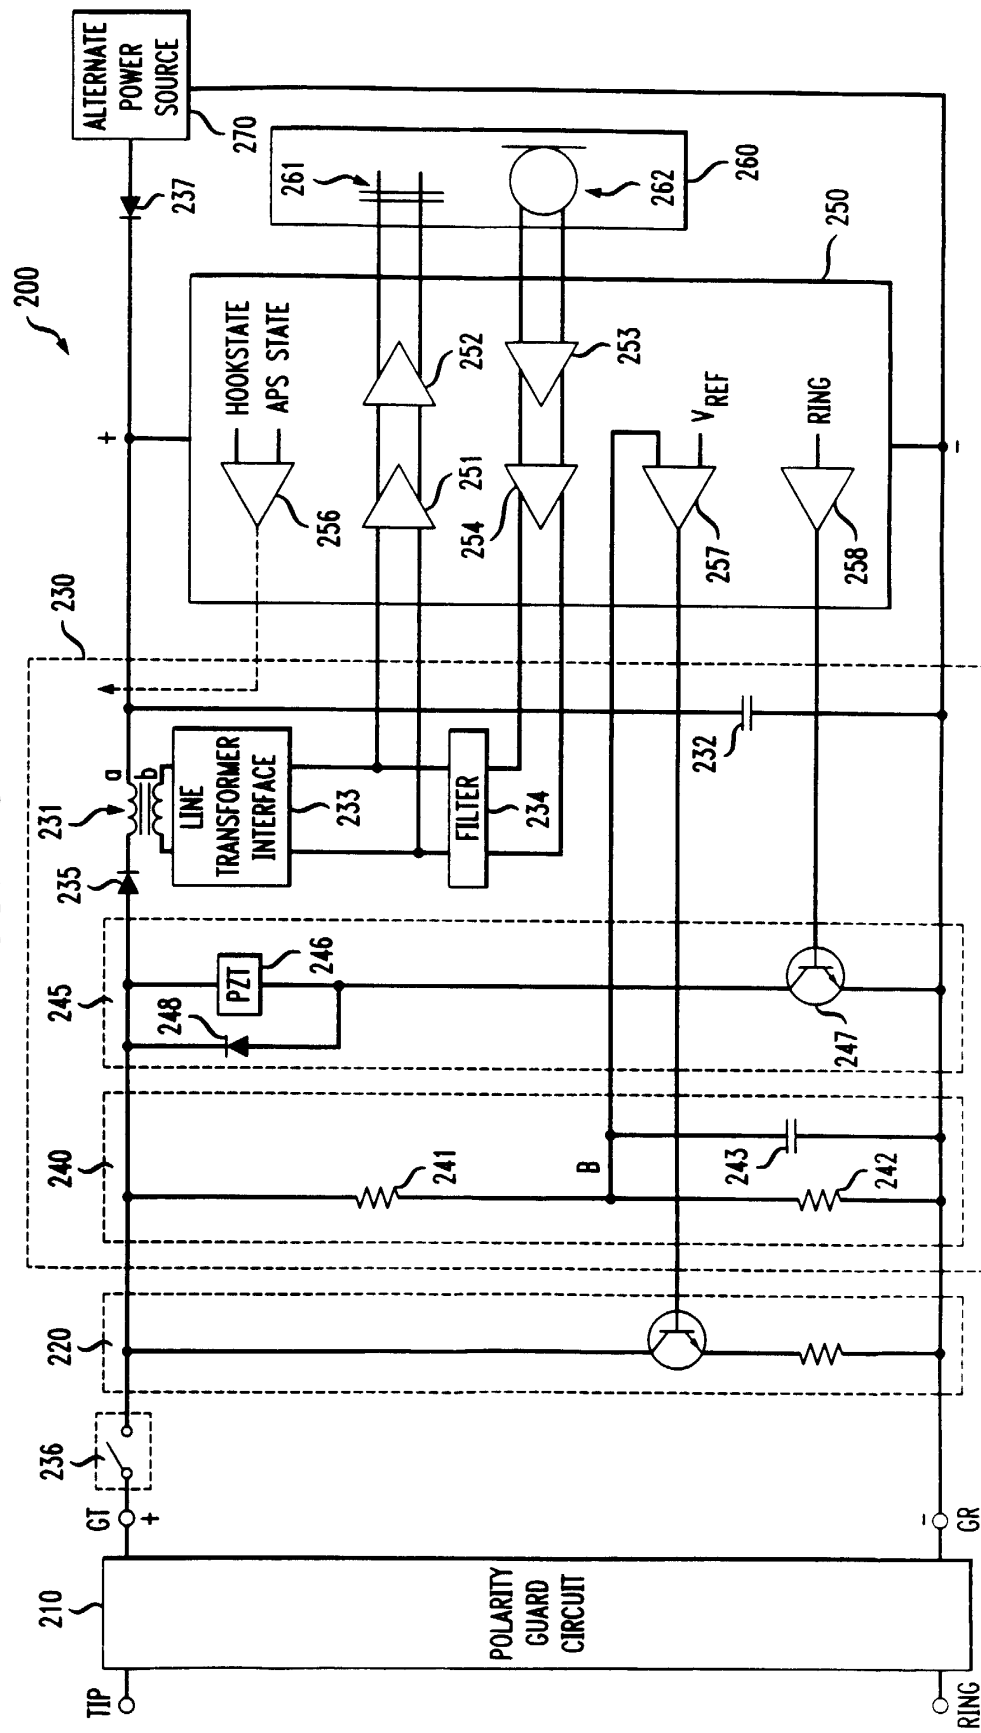 200
230
ALTERNATE
POWER
SOURCE
270
237
+
231
a
b
235
245
240
220
236
GT
+
210
TIP
HOOKSTATE
APS STATE
256
LINE
TRANSFORMER
INTERFACE
233
PZT
246
248
261
252
251
FILTER
234
241
262
260
253
254
B
POLARITY
GUARD
CIRCUIT
VREF
257
250
232
243
RING
258
247
242
-
-
GR
RING